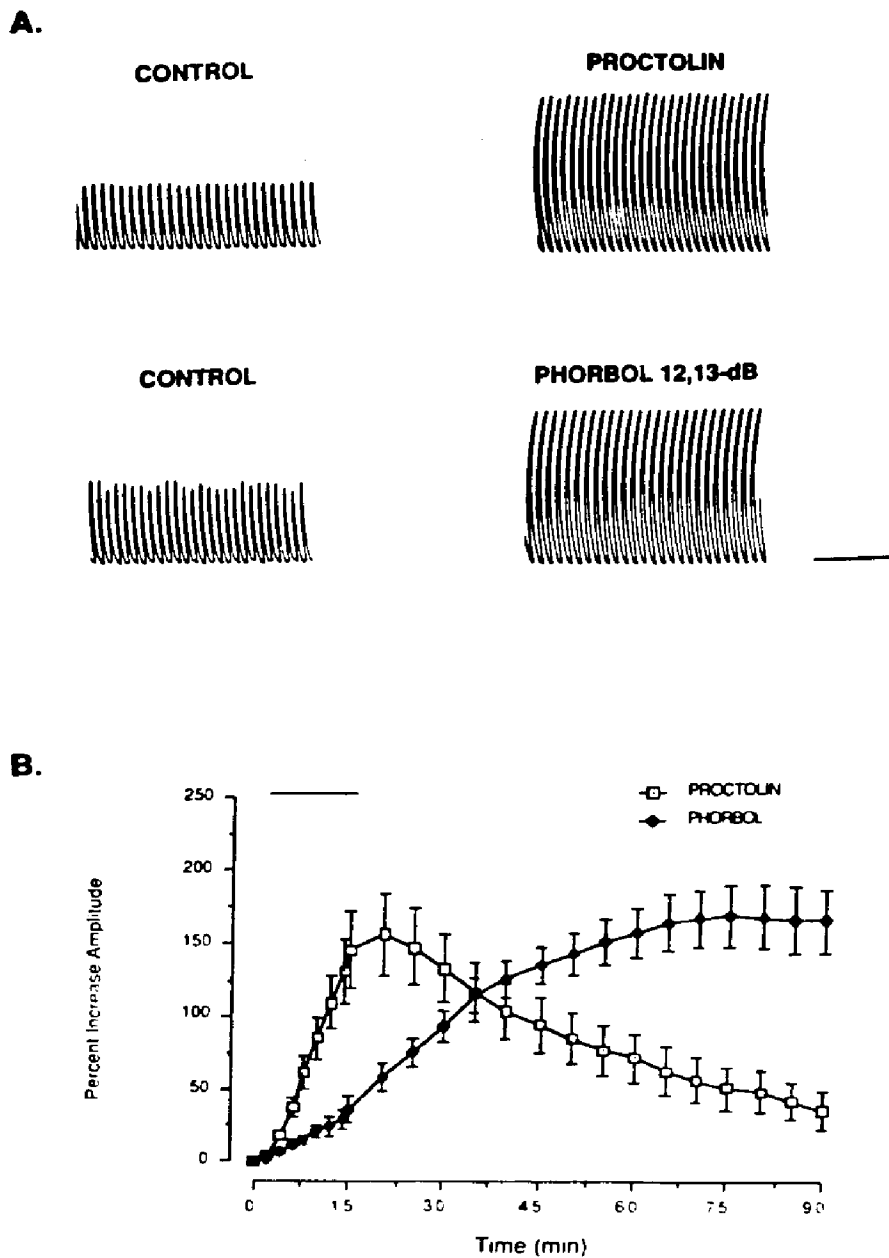 A.
CONTROL
PROCTOLIN
CONTROL
PHORBOL 12,13-dB
B.
PROCTOLIN
PHORBOL
250
200
150
100
50
0
Percent Increase Amplitude
0 15 30 45 60 75 90
Time (min)